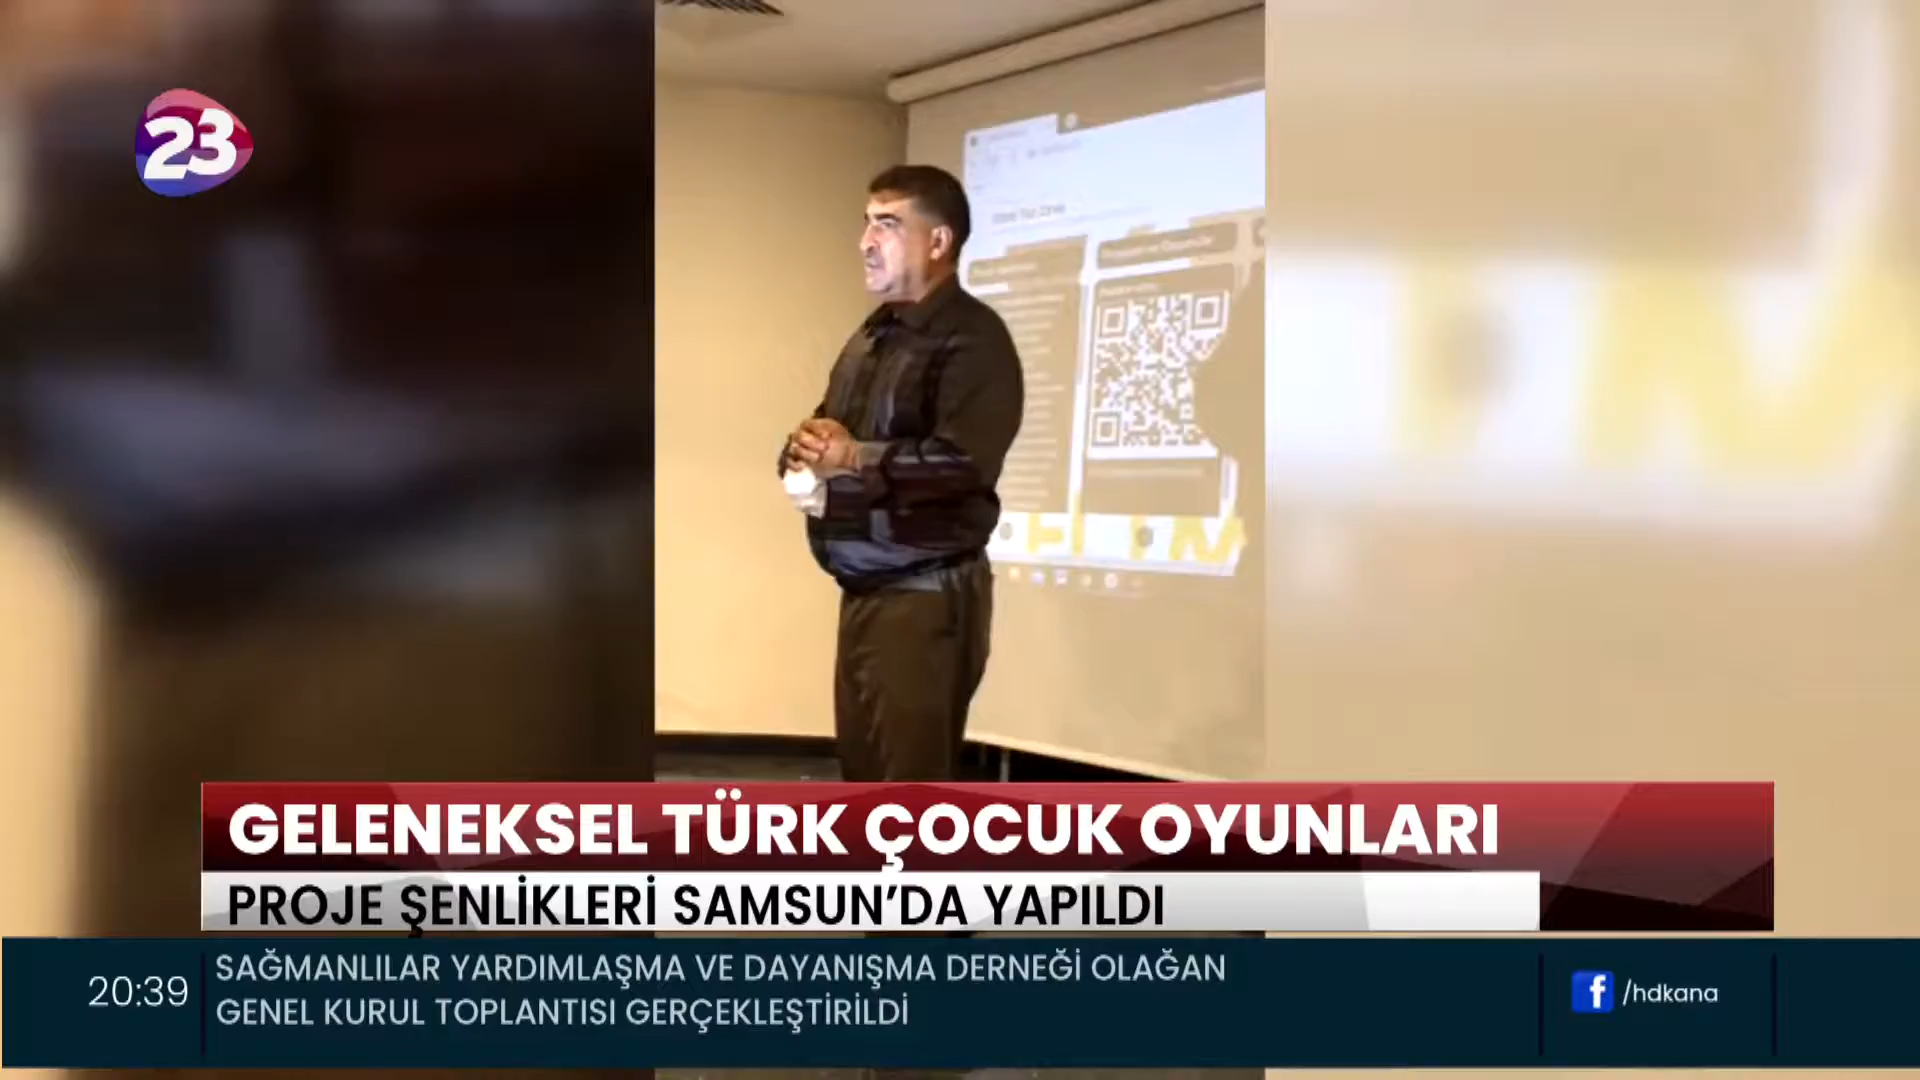 23
GELENEKSEL TÜRK ÇOCUK OYUNLARI
PROJE ŞENLİKLERİ SAMSUN’DA YAPILDI
20:39
SAĞMANLILAR YARDIMLAŞMA VE DAYANIŞMA DERNEĞİ OLAĞAN
GENEL KURUL TOPLANTISI GERÇEKLEŞTİRİLDİ
f /hdkana